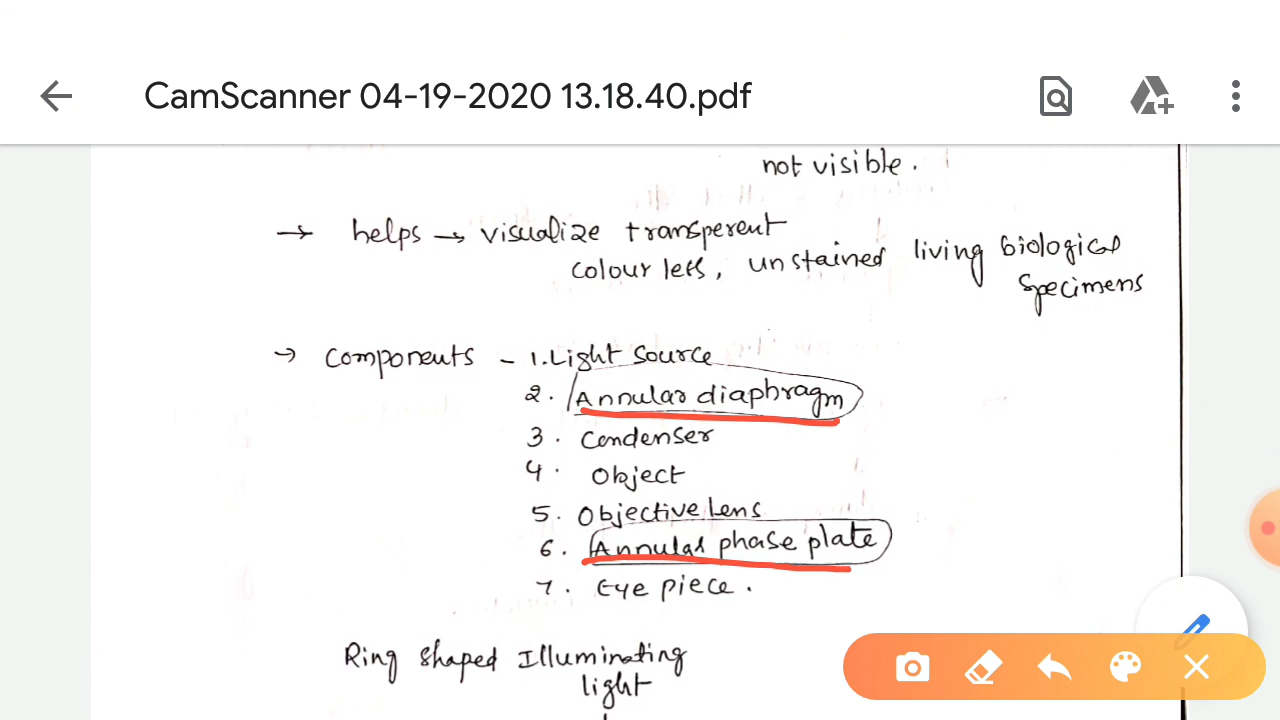 CamScanner 04-19-2020 13.18.40.pdf
not visible.
→ helps → visualize transperent
colourless, unstained living biological
specimens
→ components - 1. Light source
2. Annular diaphragm
3. Condenser
4. Object
5. Objective Lens
6. Annular phase plate
7. Eye piece.
Ring shaped Illuminating
light